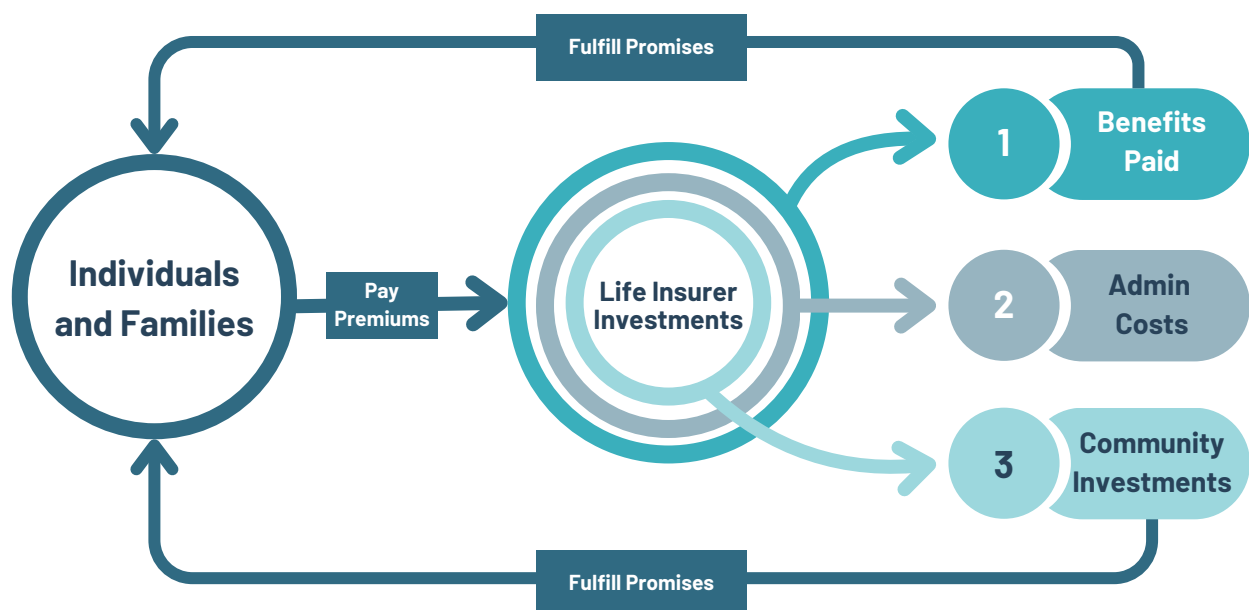 Fulfill Promises
Individuals
and Families
Pay
Premiums
Life Insurer
Investments
1
Benefits
Paid
2
Admin
Costs
3
Community
Investments
Fulfill Promises